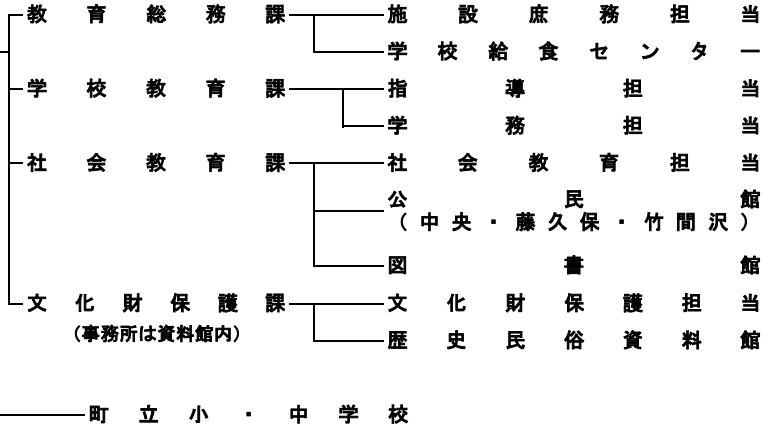 教育総務課
施設庶務担当
学校給食センター
学校教育課
指導担当
学務担当
社会教育課
社会教育担当
公民館
（中央・藤久保・竹間沢）
図書館
文化財保護課
（事務所は資料館内）
文化財保護担当
歴史民俗資料館
町立小・中学校